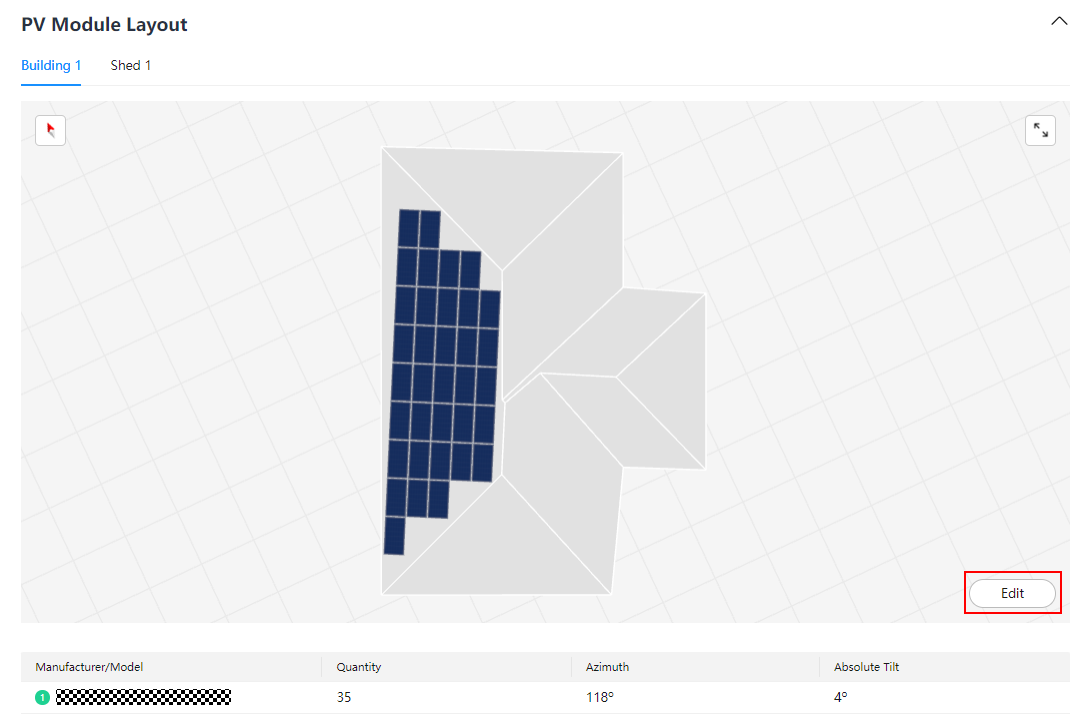 PV Module Layout
Building 1 Shed 1
Edit
Manufacturer/Model Quantity Azimuth Absolute Tilt
1 35 118° 4°